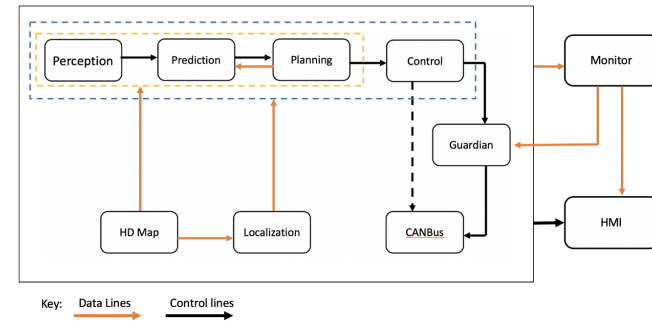 Perception
Prediction
Planning
Control
Monitor
Guardian
HD Map
Localization
CANBus
HMI
Key: Data Lines Control lines